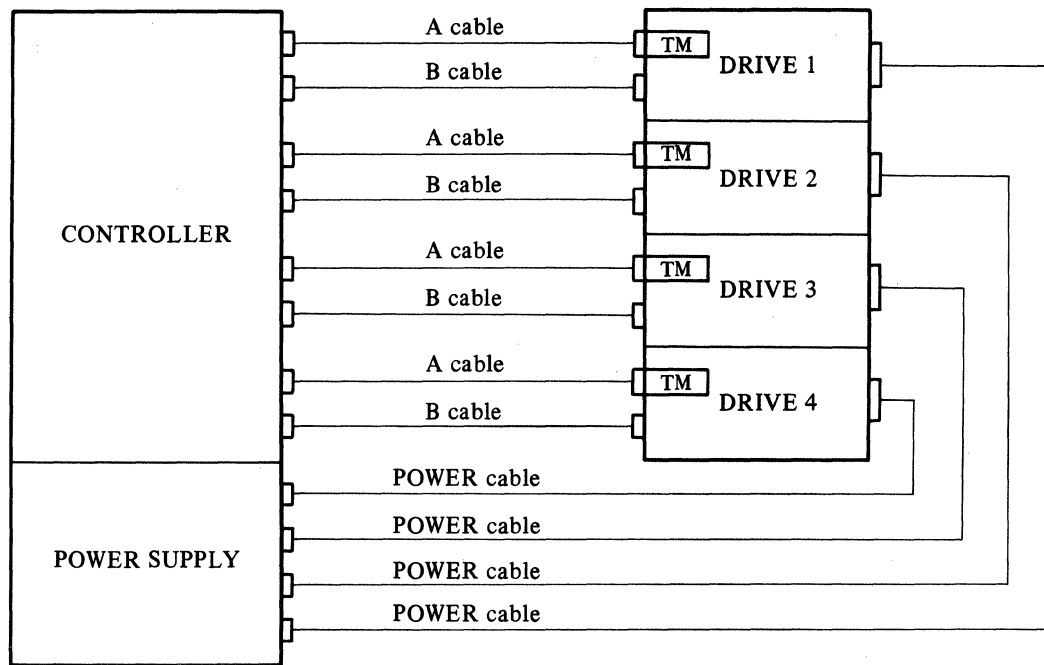 A cable
TM
DRIVE 1
B cable
A cable
TM
DRIVE 2
B cable
CONTROLLER
A cable
TM
DRIVE 3
B cable
A cable
TM
DRIVE 4
B cable
POWER cable
POWER cable
POWER SUPPLY
POWER cable
POWER cable